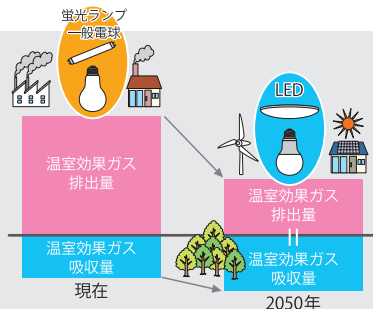 蛍光ランプ
一般電球
LED
温室効果ガス
排出量
温室効果ガス
排出量
温室効果ガス
吸収量
温室効果ガス
吸収量
現在
2050年